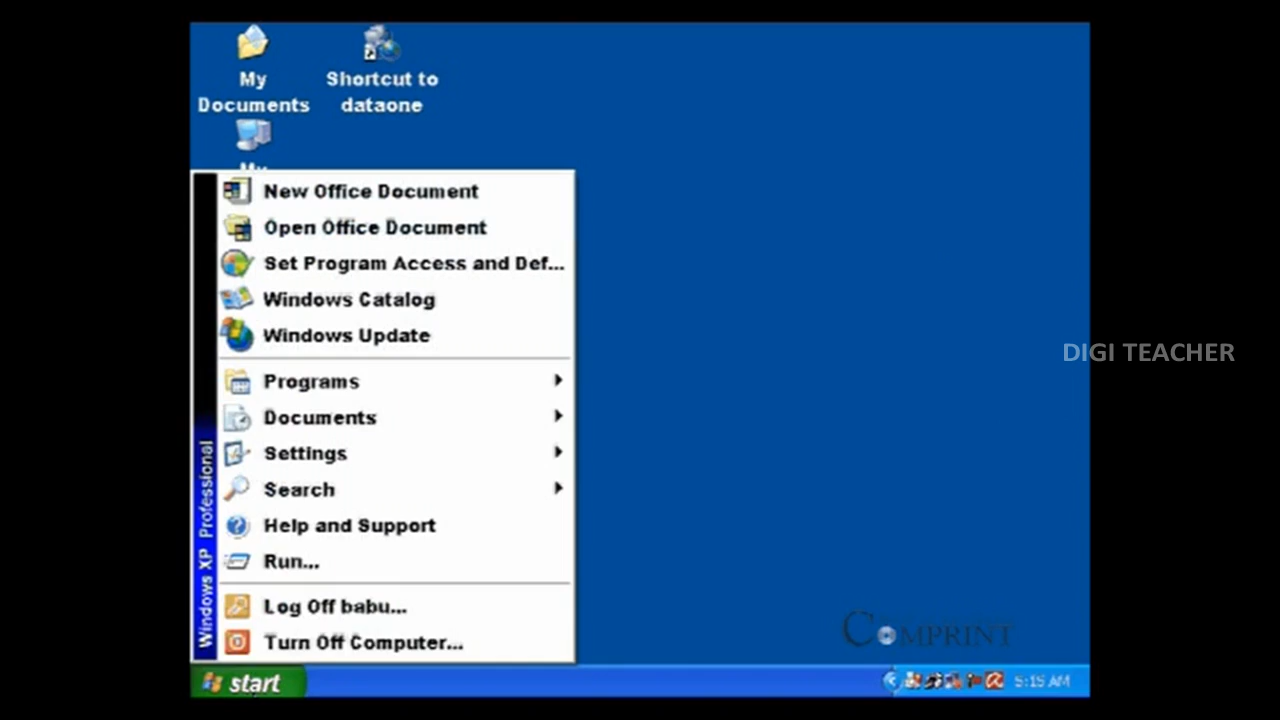 My
Documents
Shortcut to
dataone
My
New Office Document
Open Office Document
Set Program Access and Def...
Windows Catalog
Windows Update
Programs
Documents
Settings
Search
Help and Support
Run...
Log Off babu...
Turn Off Computer...
Windows XP Professional
DIGI TEACHER
COMPRINT
start
5:15 AM